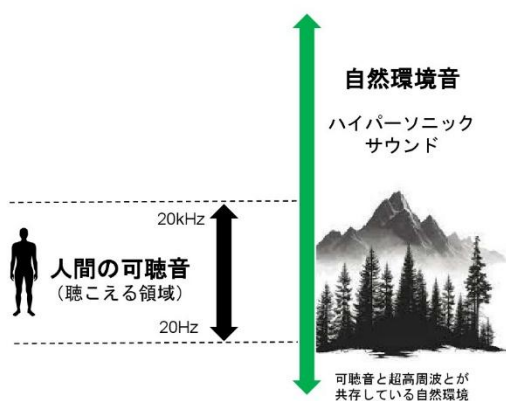 自然環境音
ハイパーソニック
サウンド
20kHz
人間の可聴音
（聴こえる領域）
20Hz
可聴音と超高周波とが
共存している自然環境